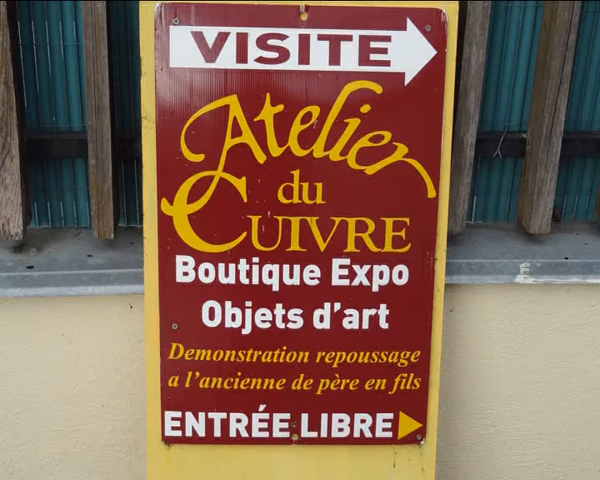 VISITE
Atelier
du
CUIVRE
Boutique Expo
Objets d'art
Demonstration repoussage
a l'ancienne de père en fils
ENTRÉE LIBRE